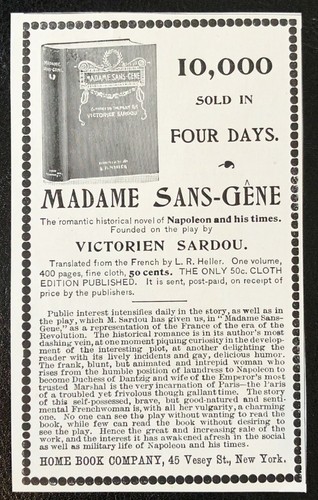 MADAME SANS-GÊNE
VICTORIEN SARDOU
10,000
SOLD IN
FOUR DAYS.
MADAME SANS-GÊNE
The romantic historical novel of Napoleon and his times.
Founded on the play by
VICTORIEN SARDOU.
Translated from the French by L. R. Heller. One volume,
400 pages, fine cloth, 50 cents. THE ONLY 50c. CLOTH
EDITION PUBLISHED. It is sent, post-paid, on receipt of
price by the publishers.
Public interest intensifies daily in the story, as well as in
the play, which M. Sardou has given us, in "Madame Sans-
Gene," as a representation of the France of the era of the
Revolution. The historical romance is in its author's most
dashing vein, at one moment piquing curiosity in the develop-
ment of the interesting plot, at another delighting the
reader with its lively incidents and gay, delicious humor.
The frank, blunt, but animated and intrepid woman who
rises from the humble position of laundress to Napoleon to
become Duchess of Dantzig and wife of the Emperor's most
trusted Marshal is the very incarnation of Paris—the Paris
of a troubled yet frivolous though gallant time. The story
of this self-possessed, brave, but good-natured and senti-
mental Frenchwoman is, with all her vulgarity, a charming
one. No one can see the play without wanting to read the
book, while few can read the book without desiring to
see the play. Hence the great and increasing sale of the
work, and the interest it has awakened afresh in the social
as well as military life of Napoleon and his times.
HOME BOOK COMPANY, 45 Vesey St., New York.